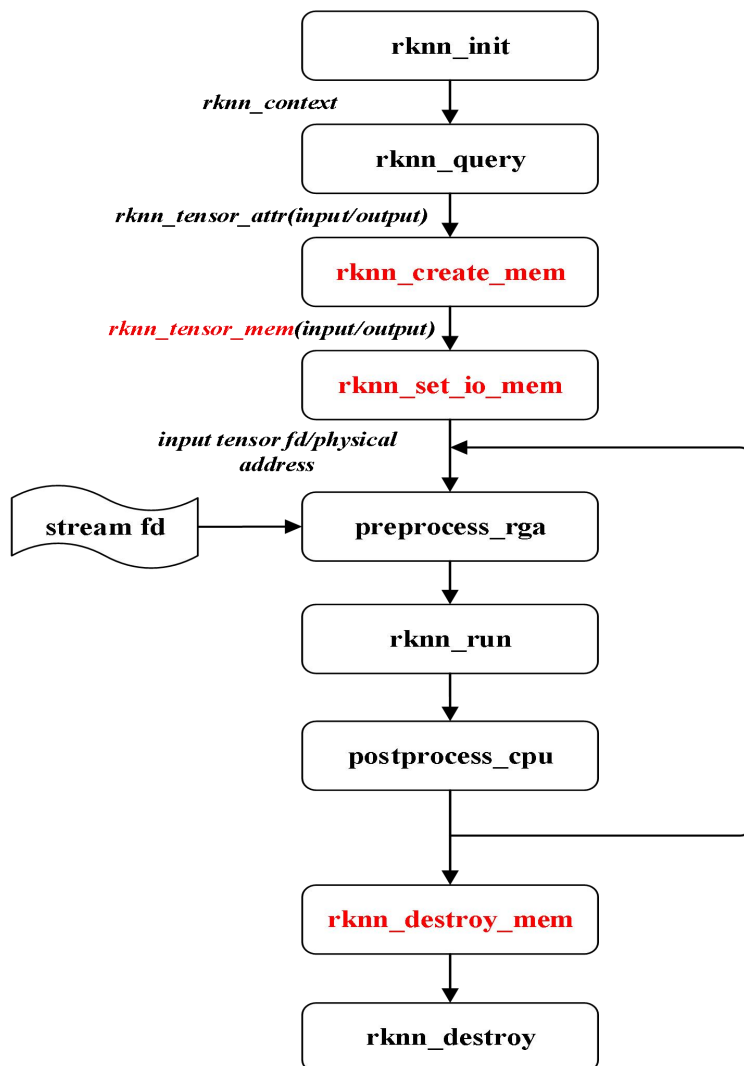 rknn_init
rknn_context
rknn_query
rknn_tensor_attr(input/output)
rknn_create_mem
rknn_tensor_mem(input/output)
rknn_set_io_mem
input tensor fd/physical
address
stream fd
preprocess_rga
rknn_run
postprocess_cpu
rknn_destroy_mem
rknn_destroy